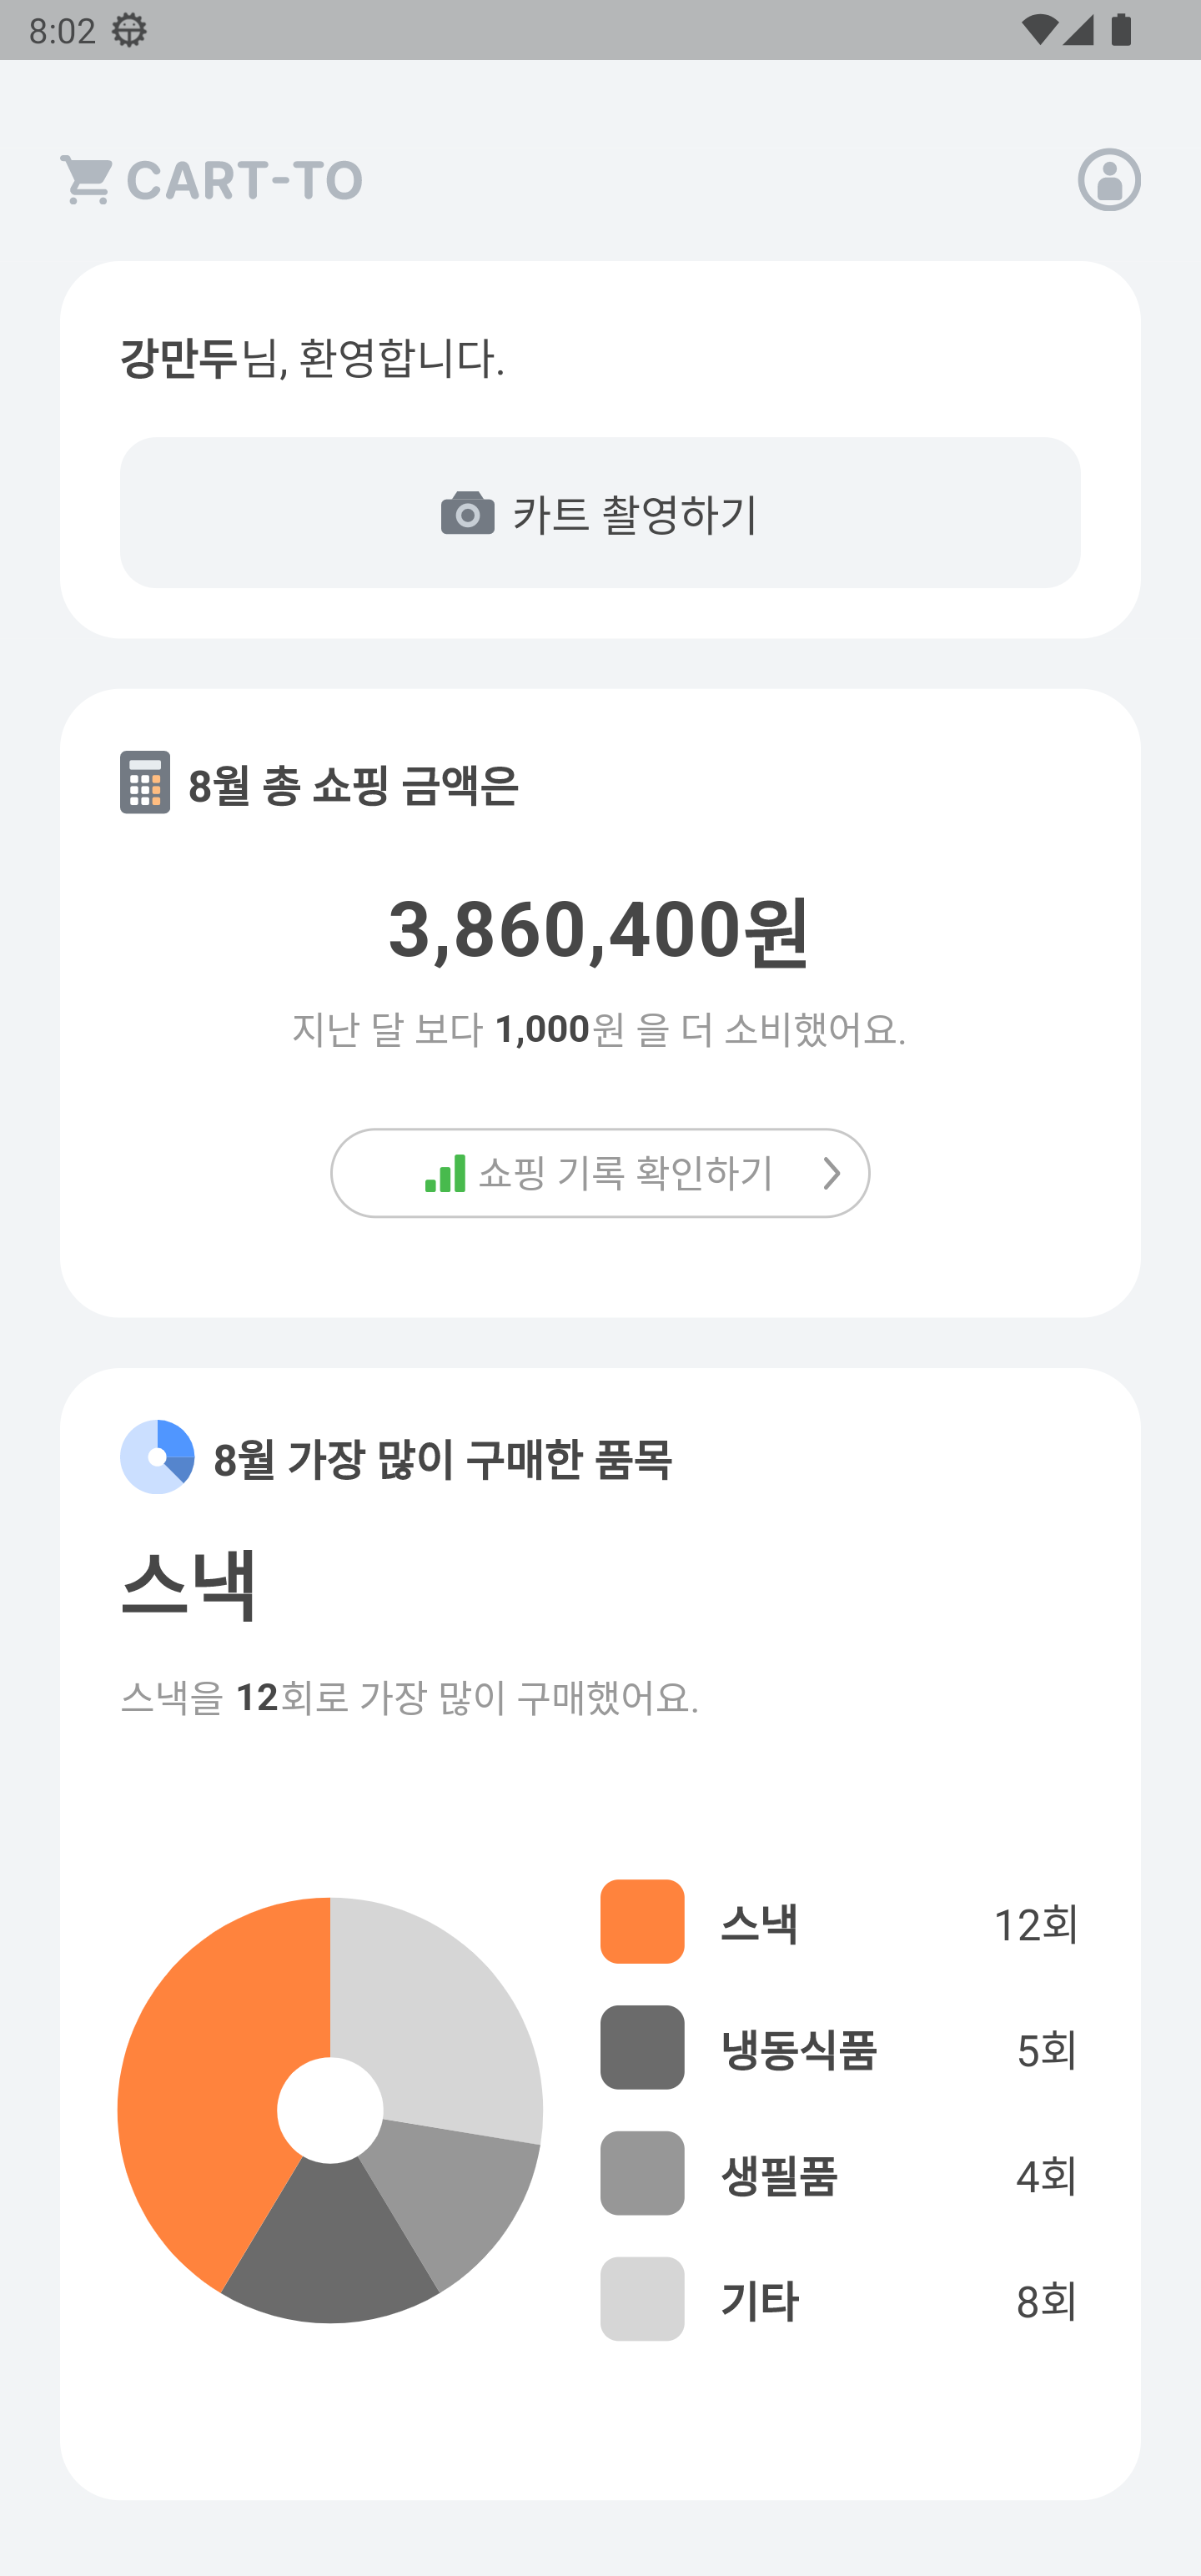 8:02
CART-TO
강만두님, 환영합니다.
카트 촬영하기
8월 총 쇼핑 금액은
3,860,400원
지난 달 보다 1,000원 을 더 소비했어요.
쇼핑 기록 확인하기
8월 가장 많이 구매한 품목
스낵
스낵을 12회로 가장 많이 구매했어요.
스낵 12회
냉동식품 5회
생필품 4회
기타 8회